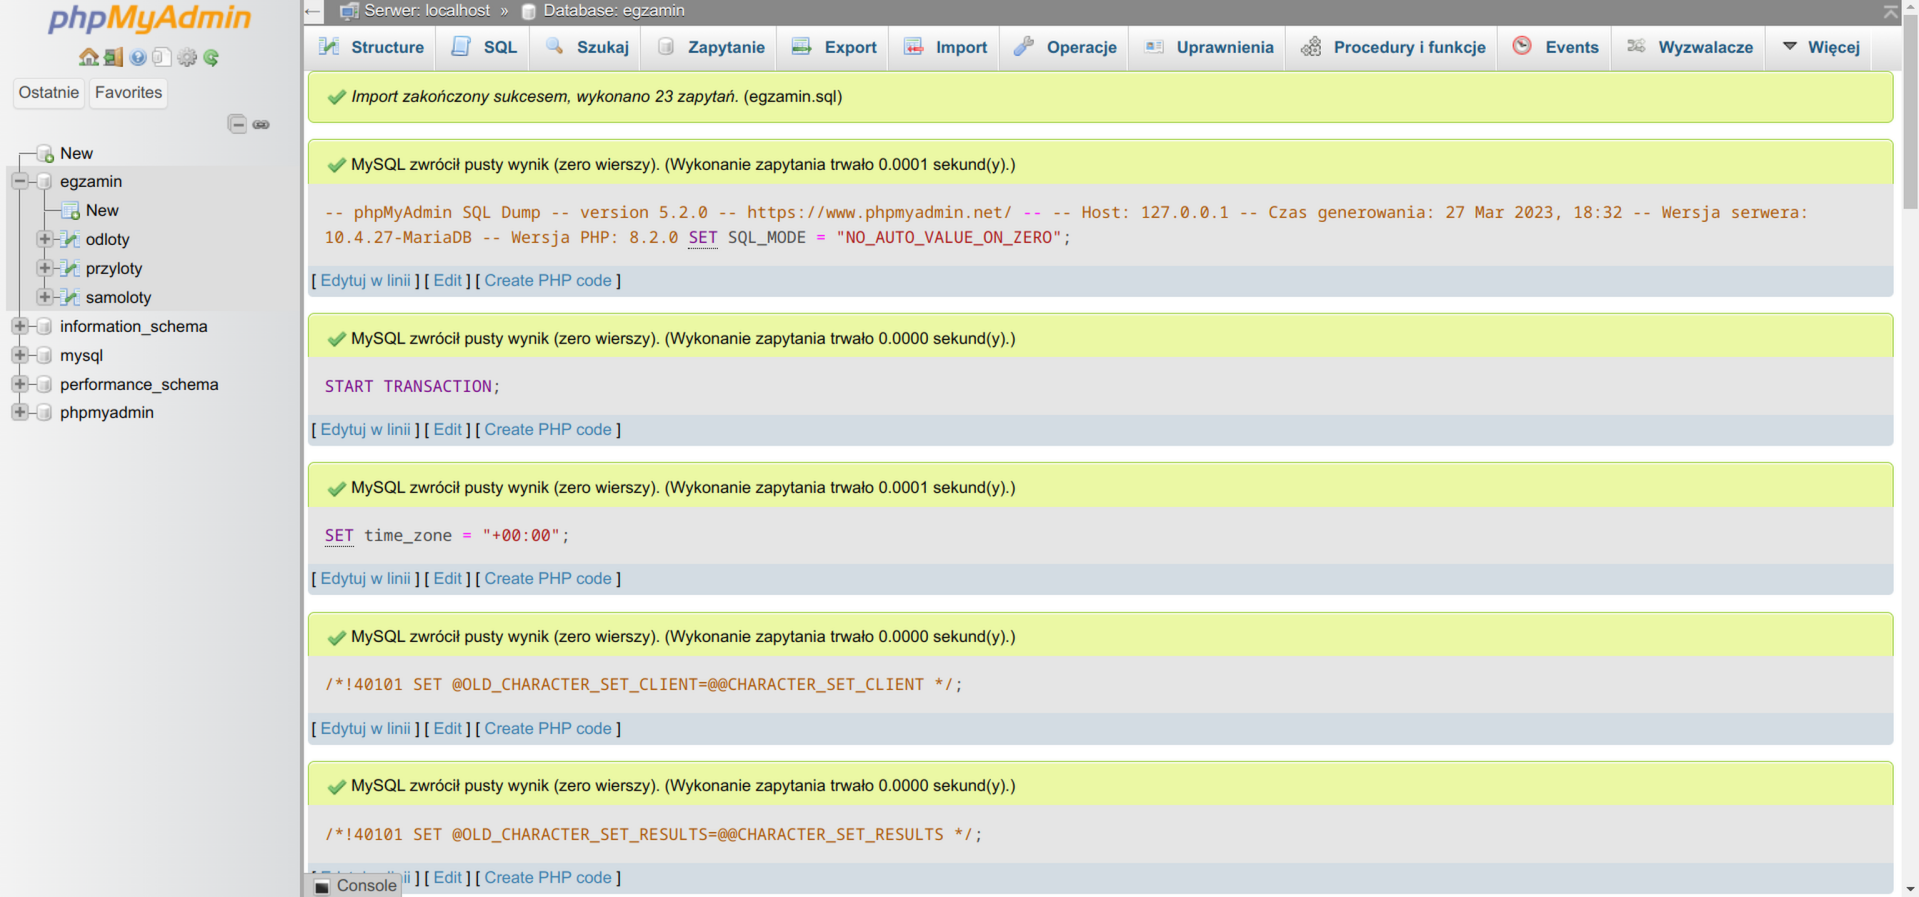 phpMyAdmin
Ostatnie Favorites
New
egzamin
New
odloty
przyloty
samoloty
information_schema
mysql
performance_schema
phpmyadmin
Serwer: localhost » Database: egzamin
Structure SQL Szukaj Zapytanie Export Import Operacje Uprawnienia Procedury i funkcje Events Wyzwalacze Więcej
Import zakończony sukcesem, wykonano 23 zapytań. (egzamin.sql)
MySQL zwrócił pusty wynik (zero wierszy). (Wykonanie zapytania trwało 0.0001 sekund(y).)
-- phpMyAdmin SQL Dump -- version 5.2.0 -- https://www.phpmyadmin.net/ -- -- Host: 127.0.0.1 -- Czas generowania: 27 Mar 2023, 18:32 -- Wersja serwera:
10.4.27-MariaDB -- Wersja PHP: 8.2.0 SET SQL_MODE = "NO_AUTO_VALUE_ON_ZERO";
[ Edytuj w linii ] [ Edit ] [ Create PHP code ]
MySQL zwrócił pusty wynik (zero wierszy). (Wykonanie zapytania trwało 0.0000 sekund(y).)
START TRANSACTION;
[ Edytuj w linii ] [ Edit ] [ Create PHP code ]
MySQL zwrócił pusty wynik (zero wierszy). (Wykonanie zapytania trwało 0.0001 sekund(y).)
SET time_zone = "+00:00";
[ Edytuj w linii ] [ Edit ] [ Create PHP code ]
MySQL zwrócił pusty wynik (zero wierszy). (Wykonanie zapytania trwało 0.0000 sekund(y).)
/*!40101 SET @OLD_CHARACTER_SET_CLIENT=@@CHARACTER_SET_CLIENT */;
[ Edytuj w linii ] [ Edit ] [ Create PHP code ]
MySQL zwrócił pusty wynik (zero wierszy). (Wykonanie zapytania trwało 0.0000 sekund(y).)
/*!40101 SET @OLD_CHARACTER_SET_RESULTS=@@CHARACTER_SET_RESULTS */;
] [ Edit ] [ Create PHP code ]
Console